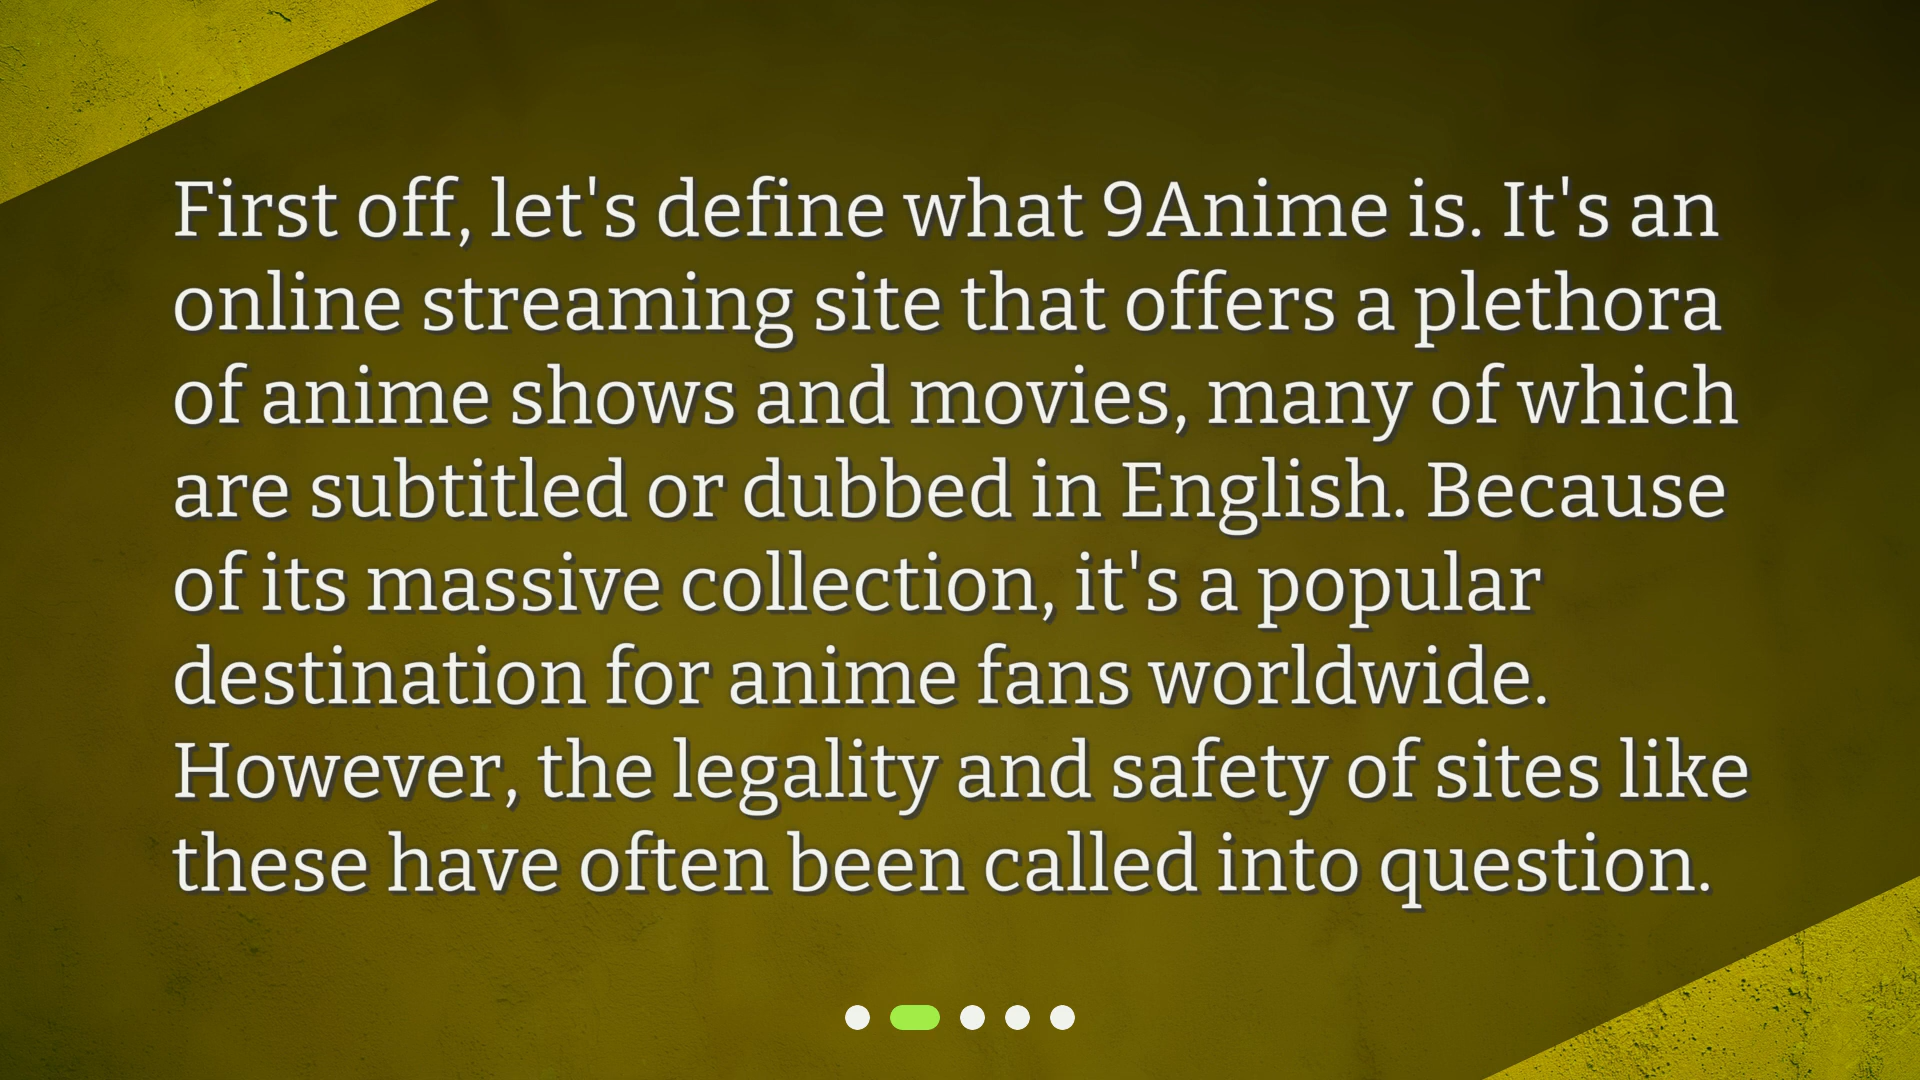 First off, let's define what 9Anime is. It's an
online streaming site that offers a plethora
of anime shows and movies, many of which
are subtitled or dubbed in English. Because
of its massive collection, it's a popular
destination for anime fans worldwide.
However, the legality and safety of sites like
these have often been called into question.